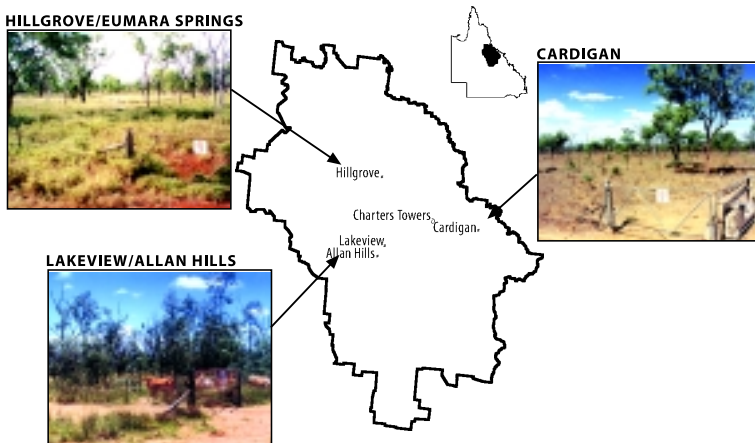 HILLGROVE/EUMARA SPRINGS
CARDIGAN
Hillgrove
Charters Towers
Cardigan
Lakeview
Allan Hills
LAKEVIEW/ALLAN HILLS